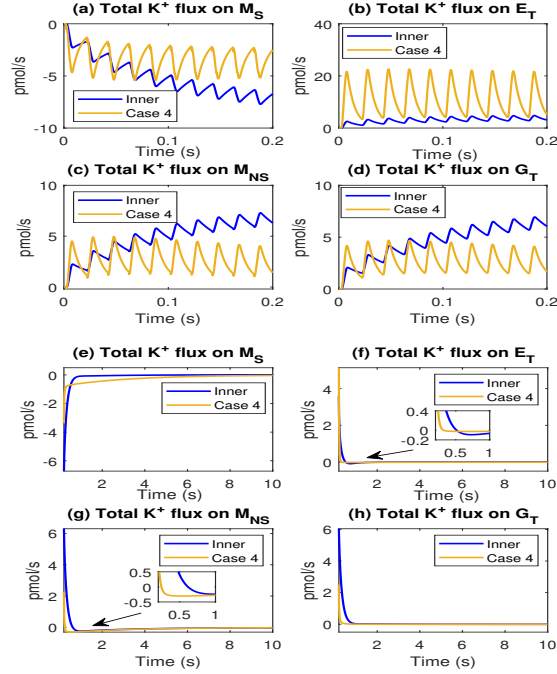 (a) Total K⁺ flux on M_S
(b) Total K⁺ flux on E_T
pmol/s
0
-5
-10
Inner
Case 4
0
0.1
0.2
Time (s)
pmol/s
40
20
0
Inner
Case 4
0
0.1
0.2
Time (s)
(c) Total K⁺ flux on M_NS
(d) Total K⁺ flux on G_T
pmol/s
10
5
0
Inner
Case 4
0
0.1
0.2
Time (s)
10
5
0
Inner
Case 4
0
0.1
0.2
Time (s)
(e) Total K⁺ flux on M_S
(f) Total K⁺ flux on E_T
pmol/s
0
-2
-4
-6
Inner
Case 4
2
4
6
8
10
Time (s)
pmol/s
4
2
0
Inner
Case 4
0.4
0
-0.2
0.5
1
2
4
6
8
10
Time (s)
(g) Total K⁺ flux on M_NS
(h) Total K⁺ flux on G_T
pmol/s
6
4
2
0
Inner
Case 4
0.5
0
-0.5
0.5
1
2
4
6
8
10
Time (s)
pmol/s
6
4
2
0
Inner
Case 4
2
4
6
8
10
Time (s)